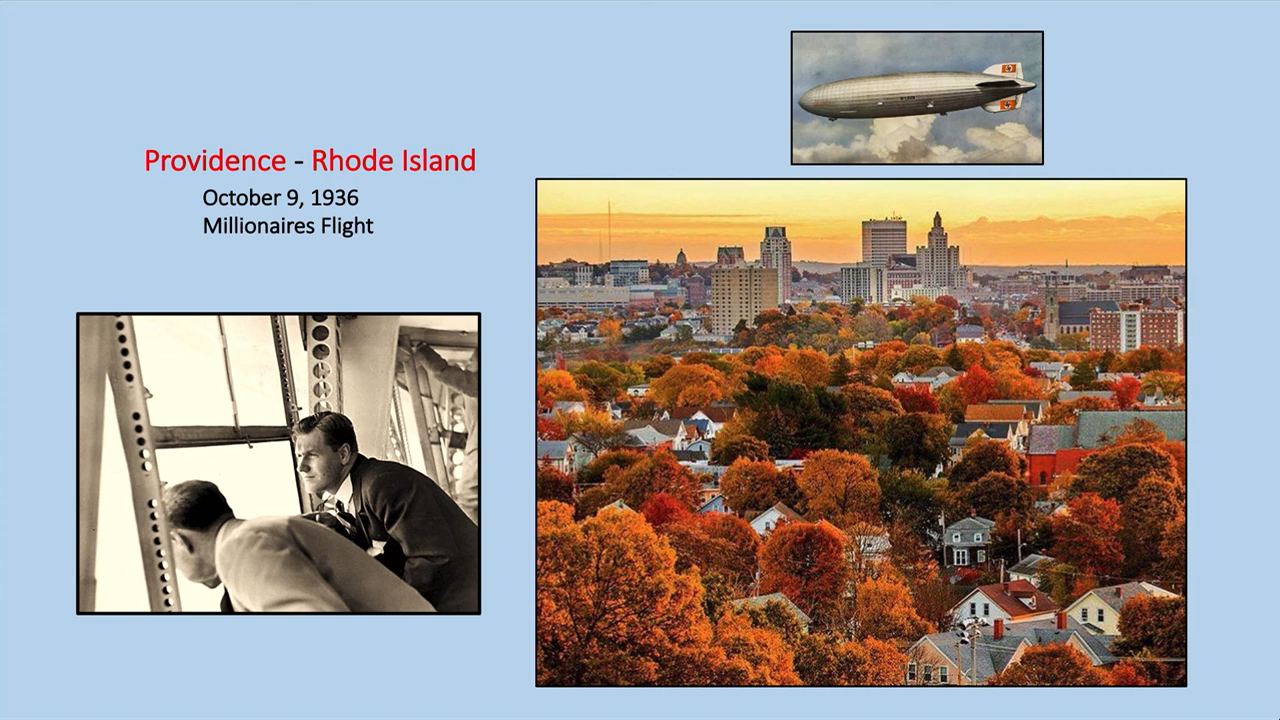 Providence - Rhode Island
October 9, 1936
Millionaires Flight